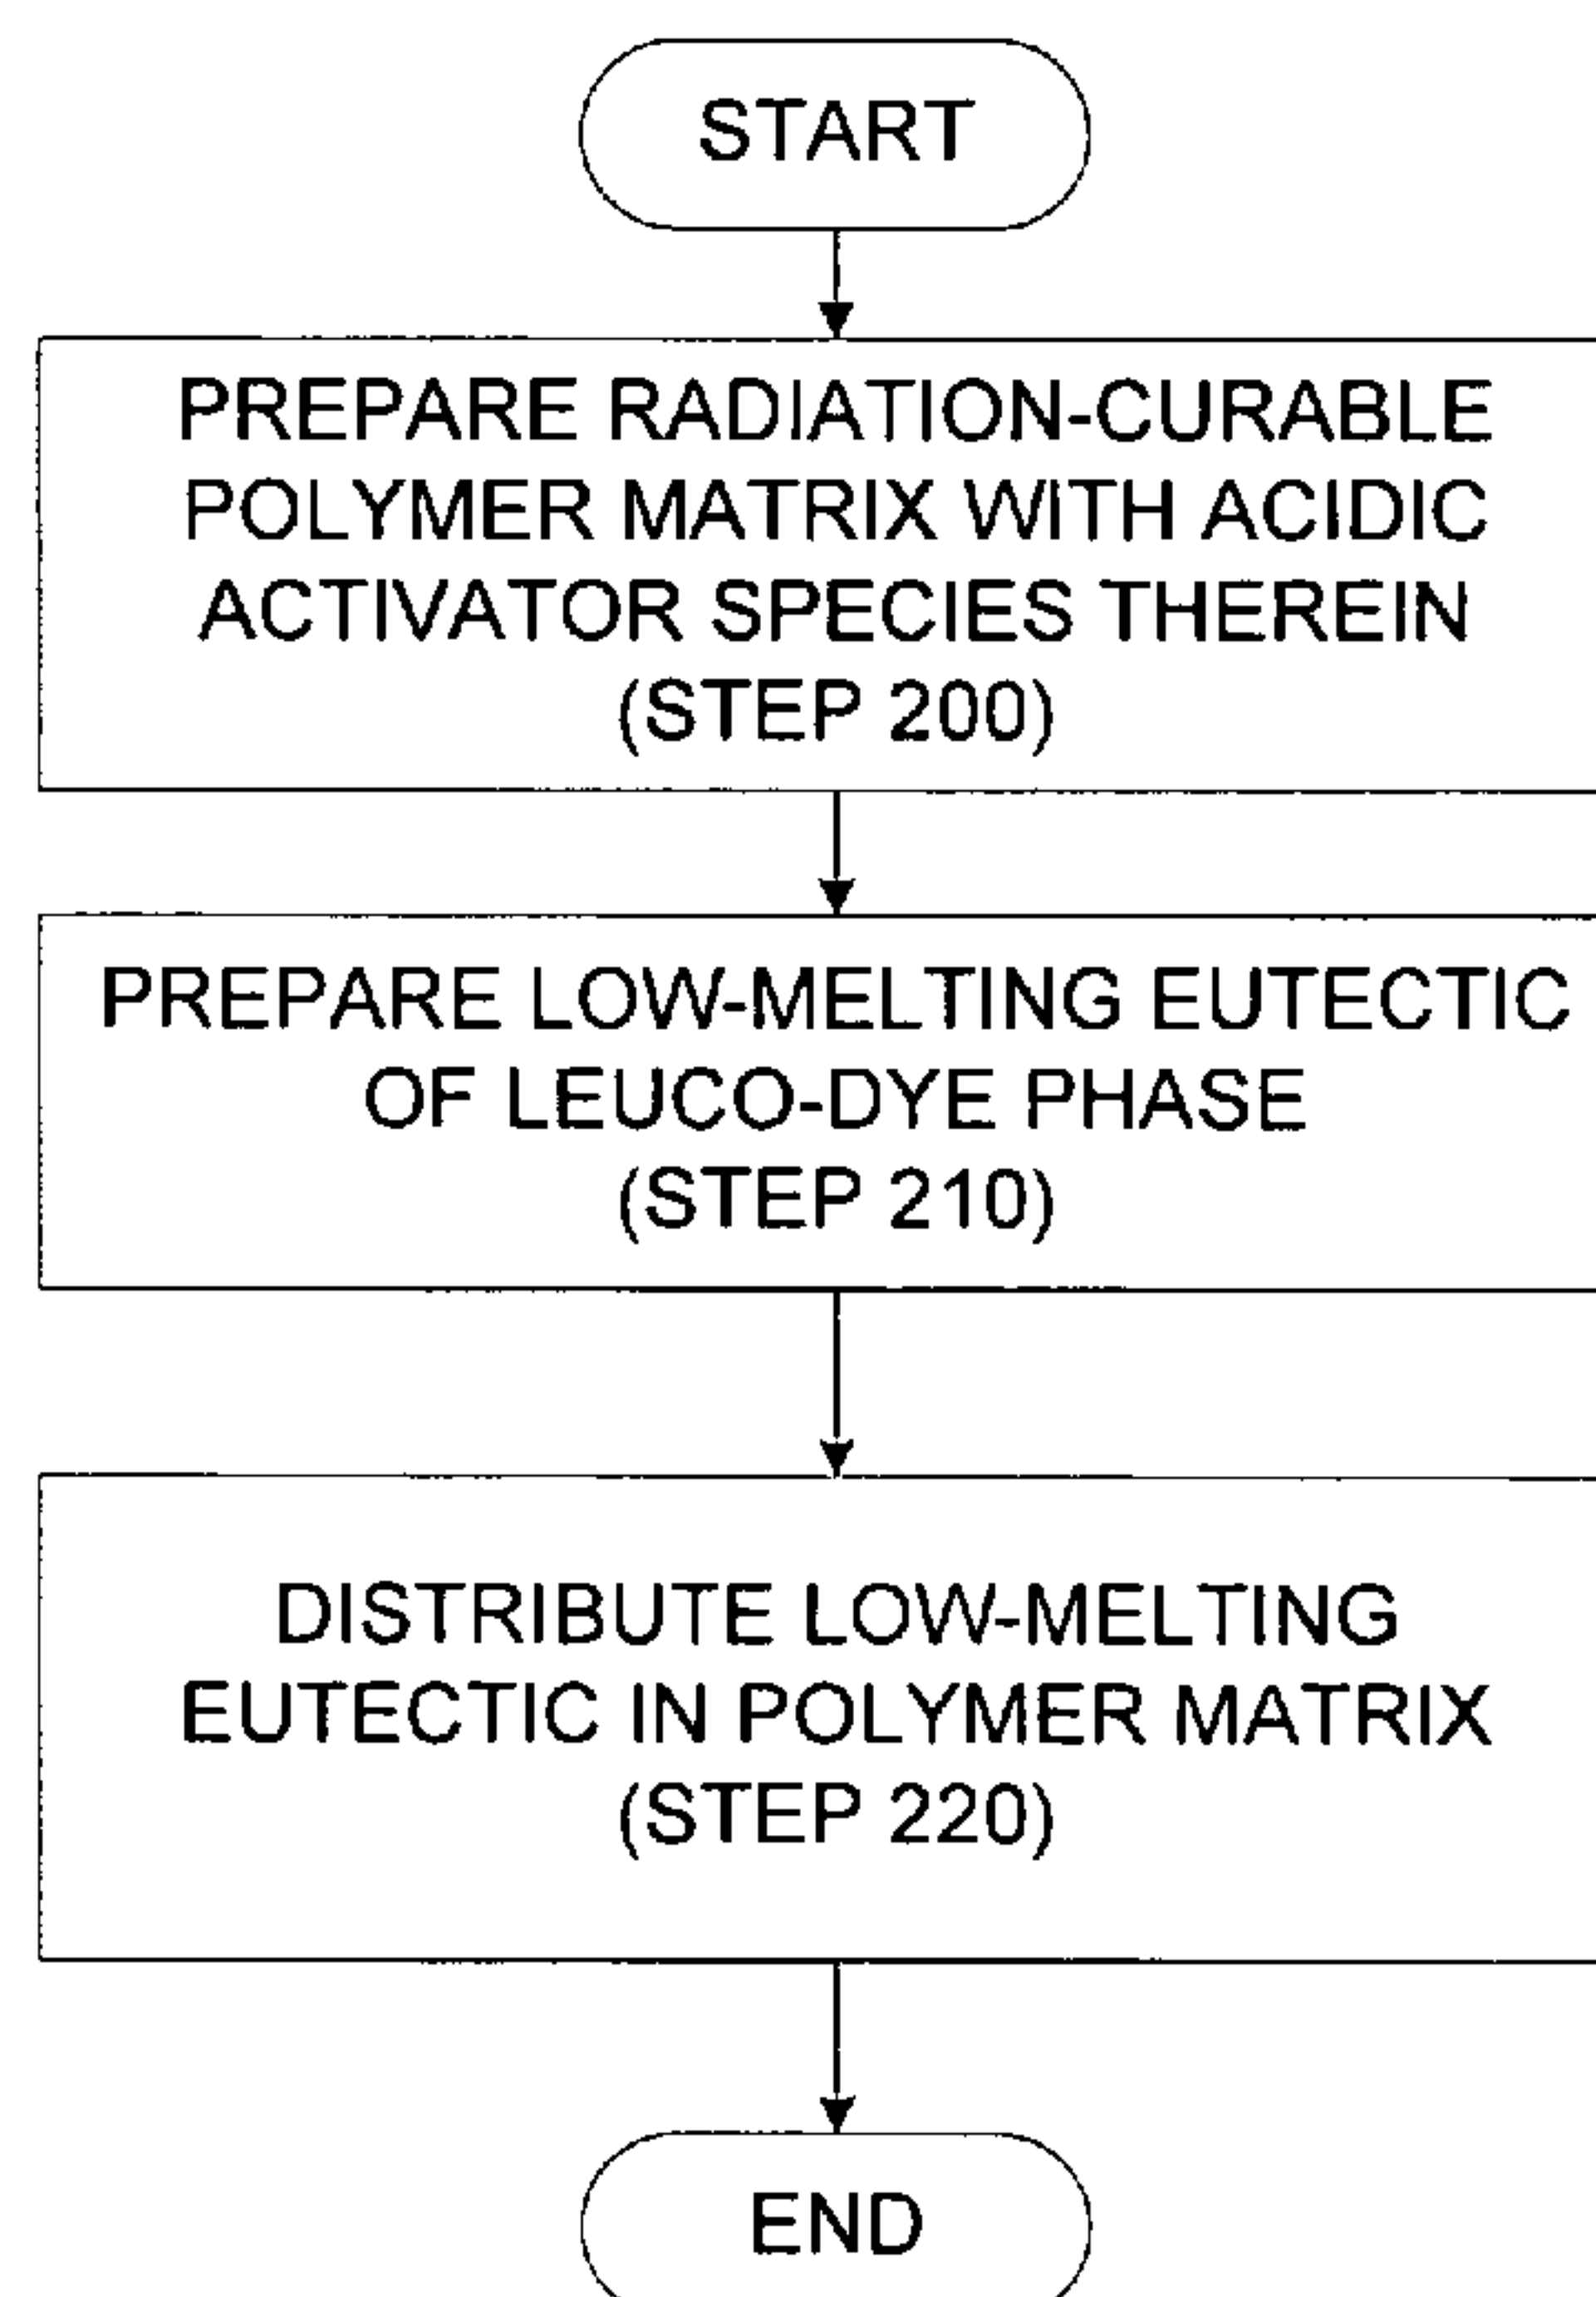 START
PREPARE RADIATION-CURABLE
POLYMER MATRIX WITH ACIDIC
ACTIVATOR SPECIES THEREIN
(STEP 200)
PREPARE LOW-MELTING EUTECTIC
OF LEUCO-DYE PHASE
(STEP 210)
DISTRIBUTE LOW-MELTING
EUTECTIC IN POLYMER MATRIX
(STEP 220)
END